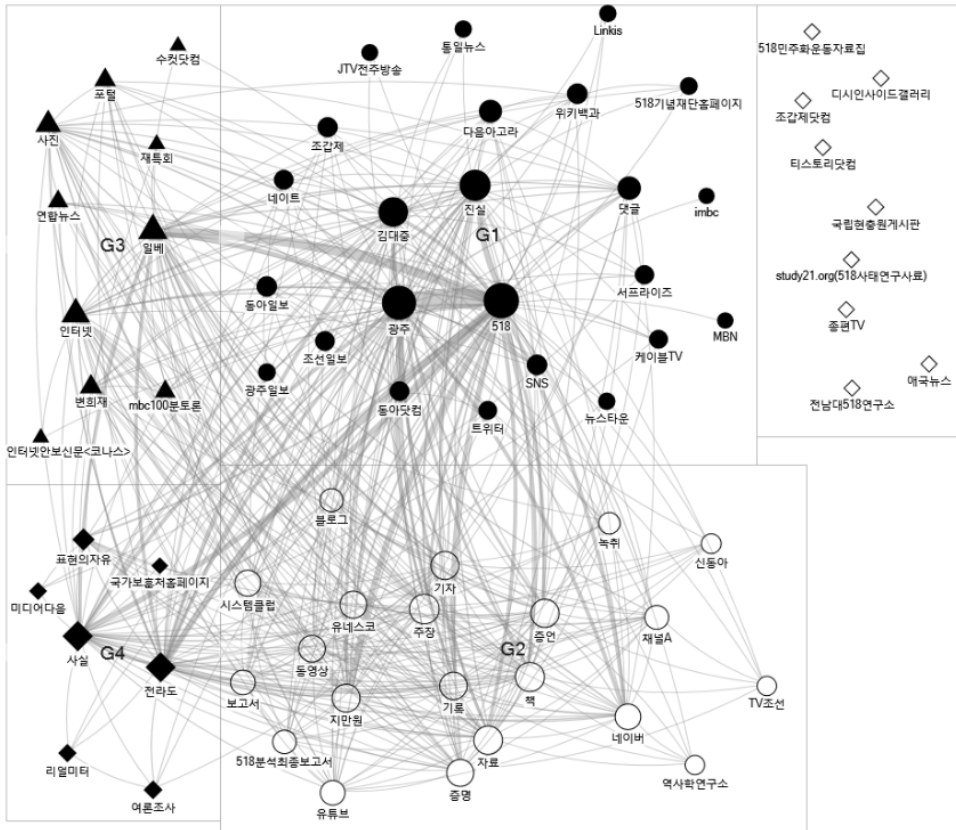 Linkis
통일뉴스
수컷닷컴
518민주화운동자료집
JTV전주방송
포털
디시인사이드갤러리
위키백과
518기념재단홈페이지
조갑제닷컴
다음아고라
사진
조갑제
재특회
티스토리닷컴
네이트
진실
댓글
imbc
연합뉴스
김대중
G1
국립현충원게시판
일베
G3
study21.org(518사태연구사료)
서프라이즈
동아일보
인터넷
광주
518
종편TV
MBN
조선일보
케이블TV
SNS
애국뉴스
광주일보
변희재
mbc100분토론
동아닷컴
전남대518연구소
뉴스타운
트위터
인터넷안보신문<코나스>
블로그
녹취
표현의자유
신동아
국가보훈처홈페이지
기자
시스템클럽
미디어다음
유네스코
주장
증언
채널A
사실
G4
G2
동영상
전라도
보고서
지만원
기록
책
TV조선
네이버
518분석최종보고서
자료
리얼미터
역사학연구소
증명
여론조사
유튜브